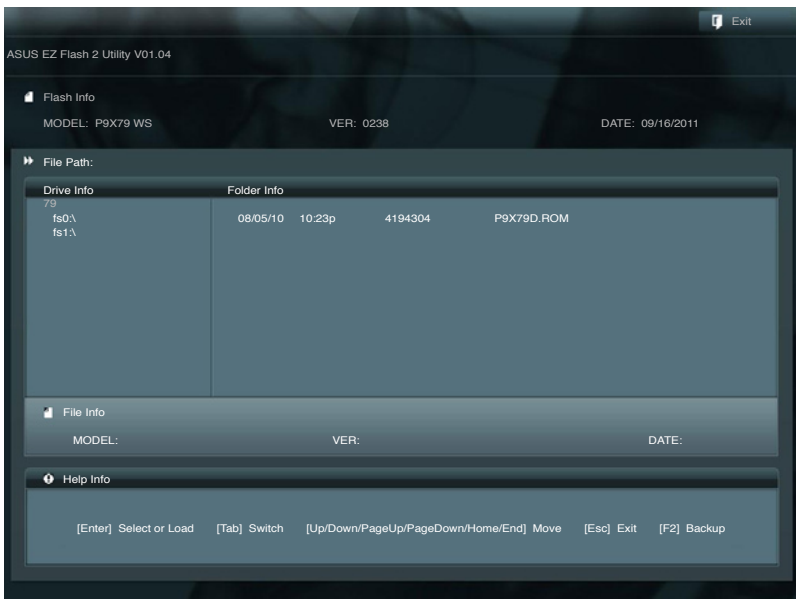 Exit
ASUS EZ Flash 2 Utility V01.04
Flash Info
MODEL: P9X79 WS VER: 0238 DATE: 09/16/2011
File Path:
Drive Info Folder Info
79
fs0:\ 08/05/10 10:23p 4194304 P9X79D.ROM
fs1:\
File Info
MODEL: VER: DATE:
Help Info
[Enter] Select or Load [Tab] Switch [Up/Down/PageUp/PageDown/Home/End] Move [Esc] Exit [F2] Backup